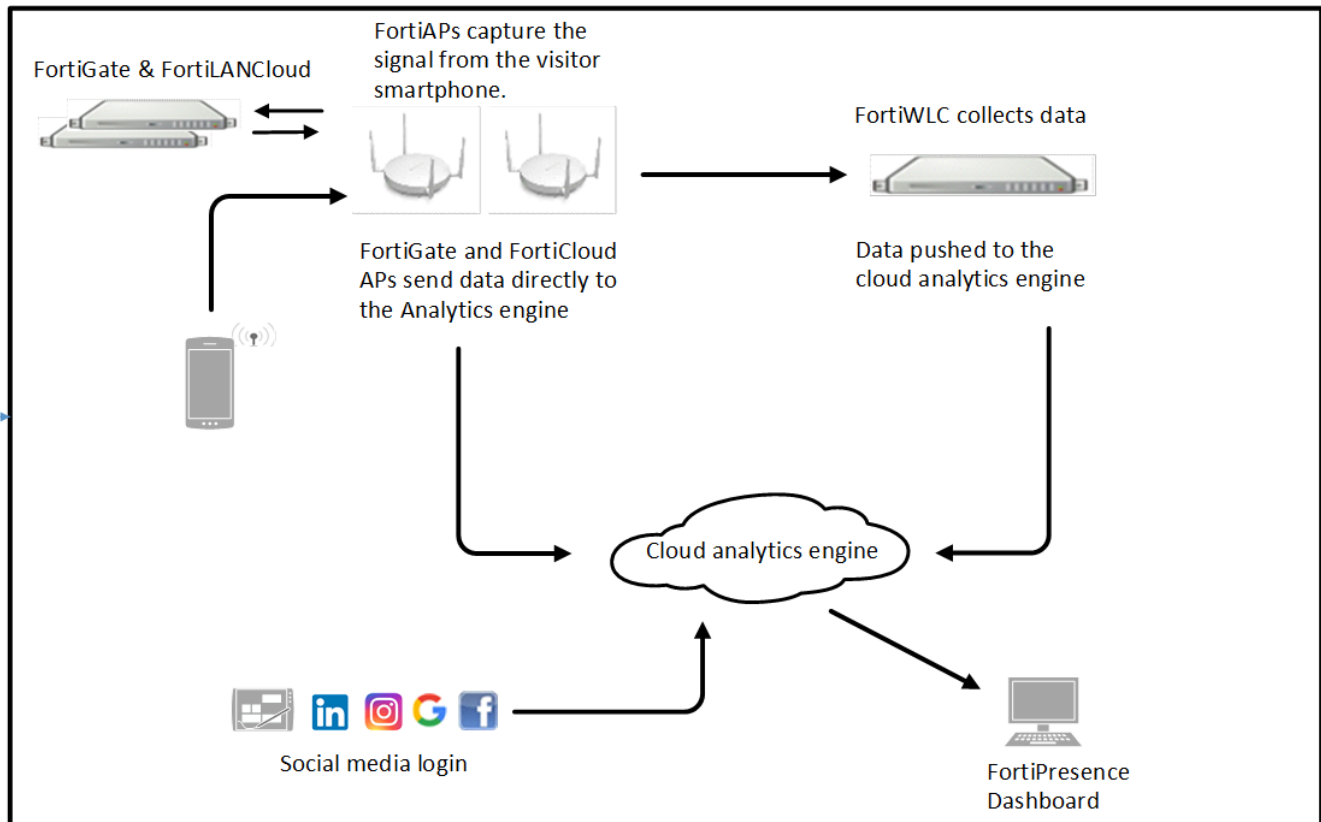 FortiAPs capture the
signal from the visitor
smartphone.
FortiGate & FortiLANCloud
FortiWLC collects data
FortiGate and FortiCloud
APs send data directly to
the Analytics engine
Data pushed to the
cloud analytics engine
Cloud analytics engine
in
G
f
Social media login
FortiPresence
Dashboard